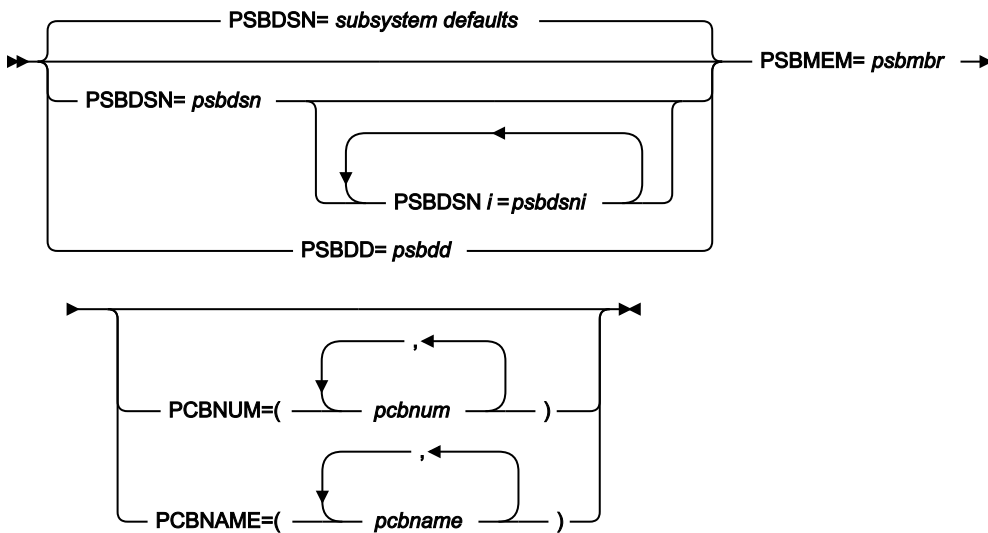 PSBDSN= subsystem defaults
PSBMEM= psbmbr
PSBDSN= psbdsn
PSBDSN i =psbdsni
PSBDD= psbdd
,
PCBNUM=( pcbnum )
,
PCBNAME=( pcbname )